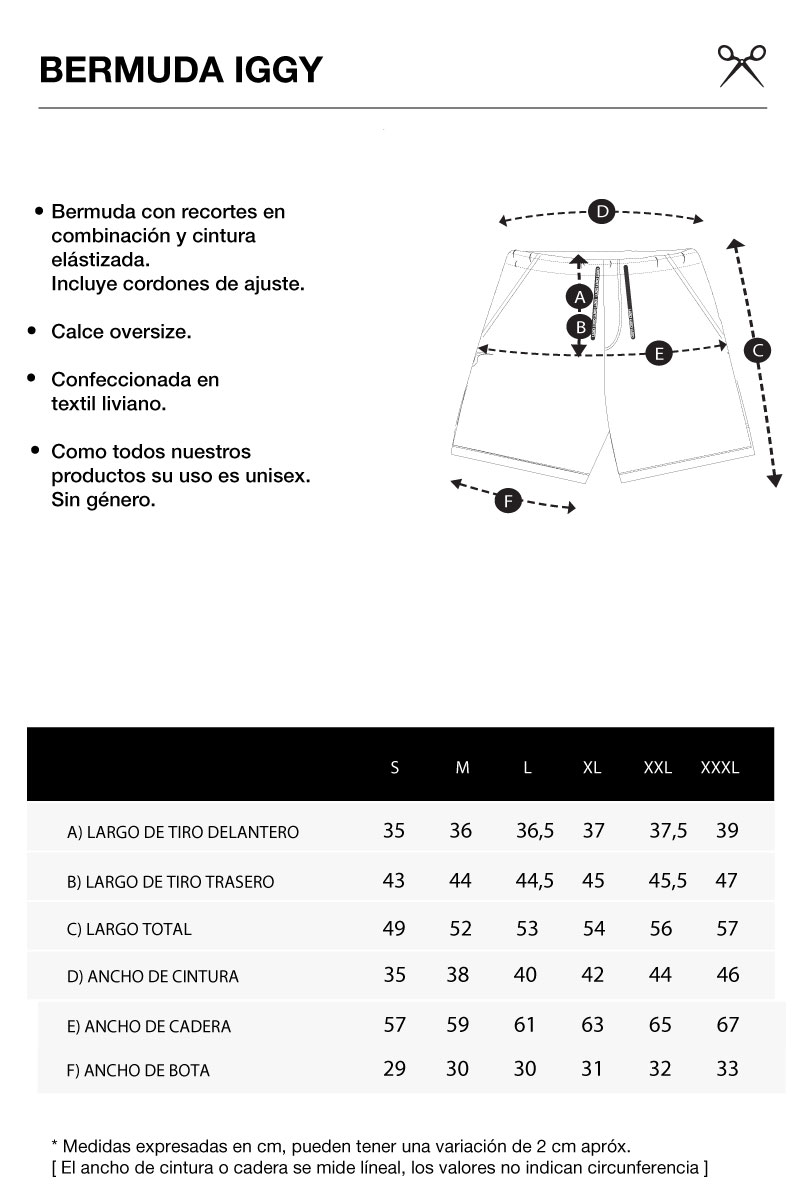 BERMUDA IGGY
• Bermuda con recortes en
combinación y cintura
elástizada.
Incluye cordones de ajuste.
• Calce oversize.
• Confeccionada en
textil liviano.
• Como todos nuestros
productos su uso es unisex.
Sin género.
D
A
B
C
E
F
S M L XL XXL XXXL
A) LARGO DE TIRO DELANTERO 35 36 36,5 37 37,5 39
B) LARGO DE TIRO TRASERO 43 44 44,5 45 45,5 47
C) LARGO TOTAL 49 52 53 54 56 57
D) ANCHO DE CINTURA 35 38 40 42 44 46
E) ANCHO DE CADERA 57 59 61 63 65 67
F) ANCHO DE BOTA 29 30 30 31 32 33
* Medidas expresadas en cm, pueden tener una variación de 2 cm apróx.
[ El ancho de cintura o cadera se mide líneal, los valores no indican circunferencia ]